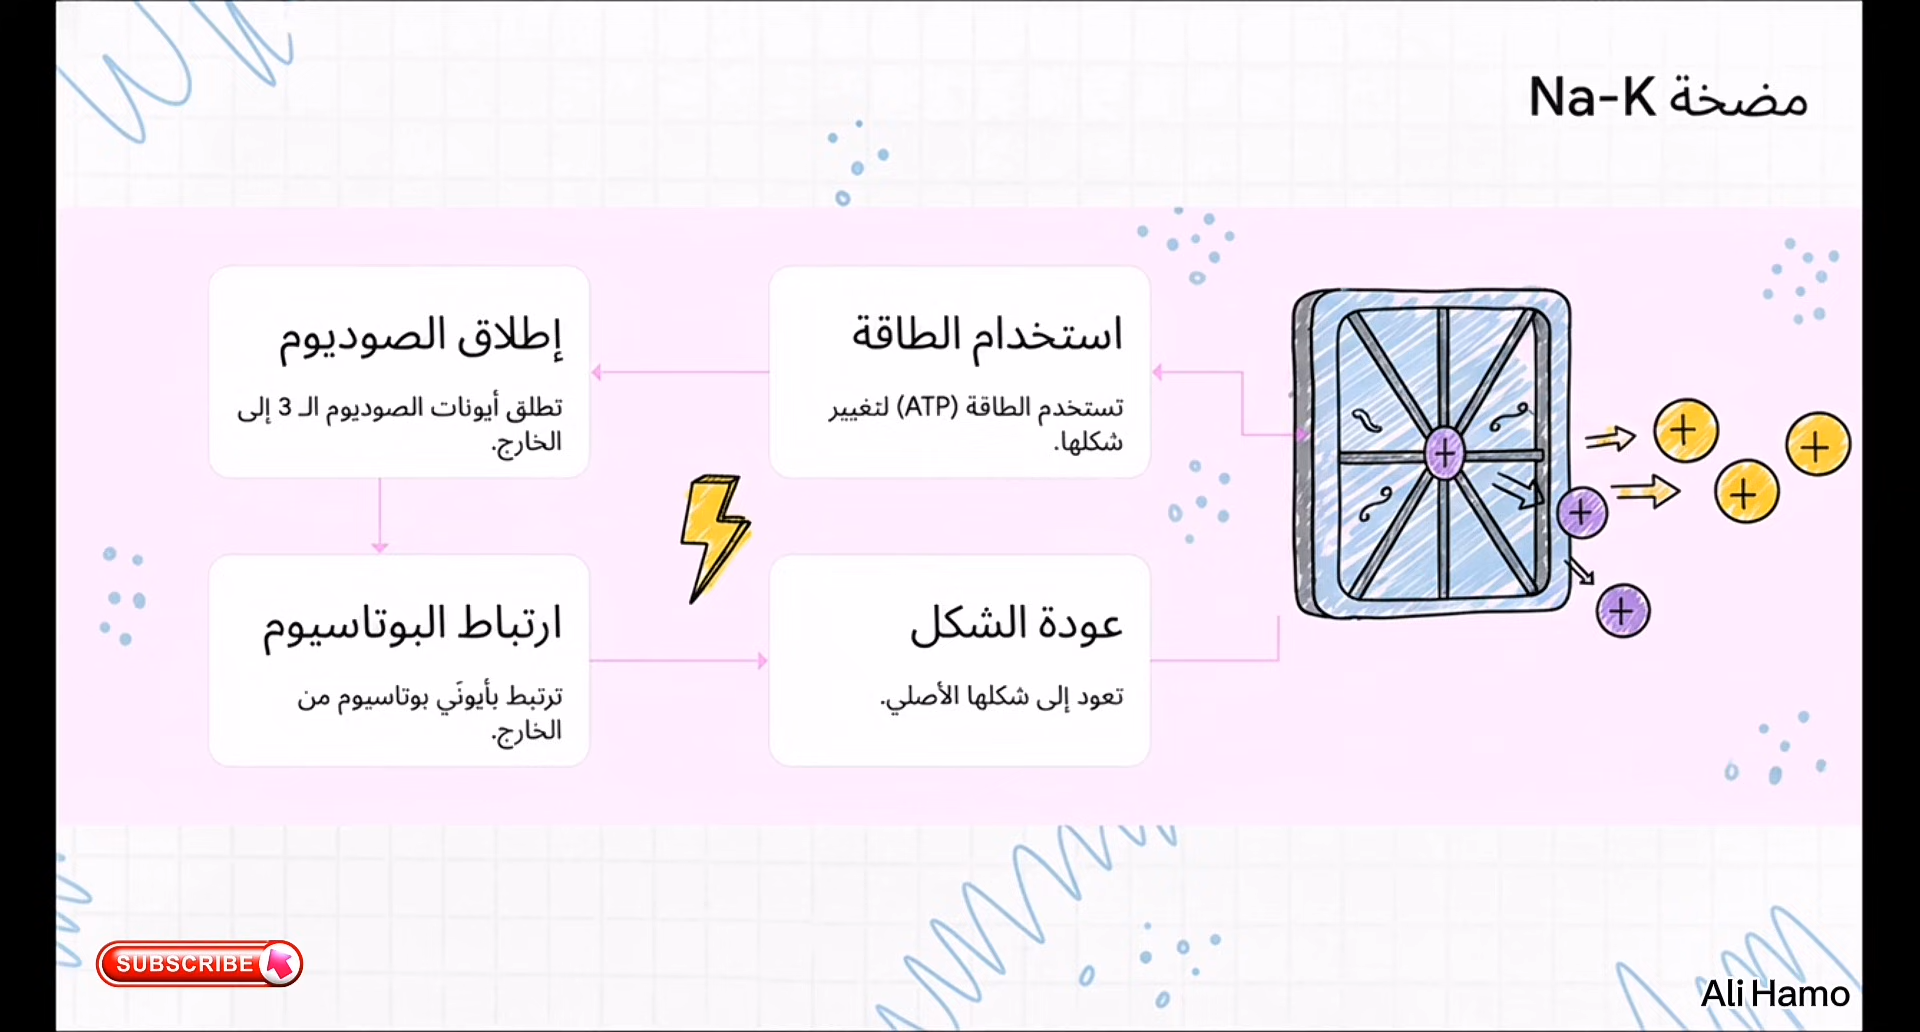 مضخة Na-K
استخدام الطاقة
تستخدم الطاقة (ATP) لتغيير
شكلها.
إطلاق الصوديوم
تطلق أيونات الصوديوم الـ 3 إلى
الخارج.
ارتباط البوتاسيوم
ترتبط بأيونَي بوتاسيوم من
الخارج.
عودة الشكل
تعود إلى شكلها الأصلي.
SUBSCRIBE
Ali Hamo